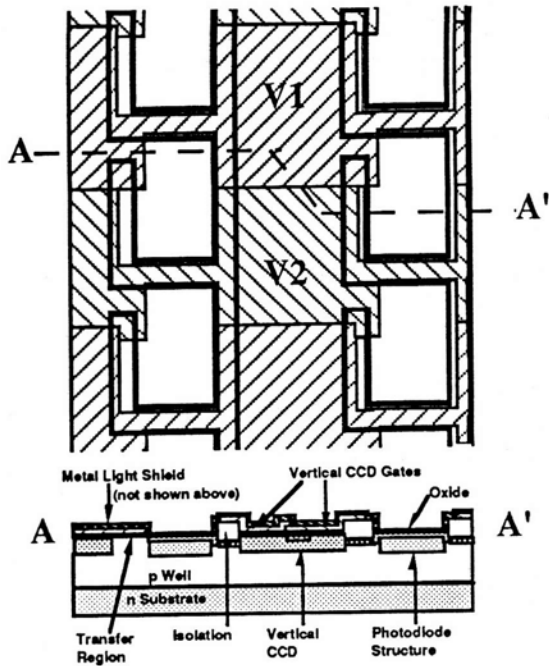 V1
A
A'
V2
Metal Light Shield
(not shown above)
Vertical CCD Gates
Oxide
A
A'
p Well
n Substrate
Transfer
Region
Isolation
Vertical
CCD
Photodiode
Structure